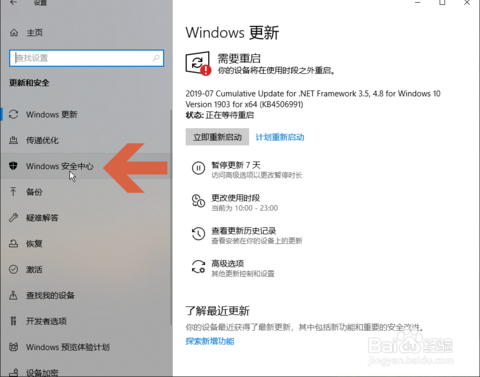 设置
主页
查找设置
更新和安全
Windows 更新
传递优化
Windows 安全中心
备份
疑难解答
恢复
激活
查找我的设备
开发者选项
Windows 预览体验计划
设备加密
Windows 更新
需要重启
你的设备将在使用时段之外重启。
2019-07 Cumulative Update for .NET Framework 3.5, 4.8 for Windows 10
Version 1903 for x64 (KB4506991)
状态: 正在等待重启
立即重新启动 计划重新启动
暂停更新 7 天
访问高级选项以更改暂停时长
更改使用时段
当前为 10:00 - 23:00
查看更新历史记录
查看安装在你的设备上的更新
高级选项
其他更新控制和设置
了解最近更新
你的设备最近获得了最新更新，其中包括新功能和重要的安全改进。
探索新增功能
Baidu 经验